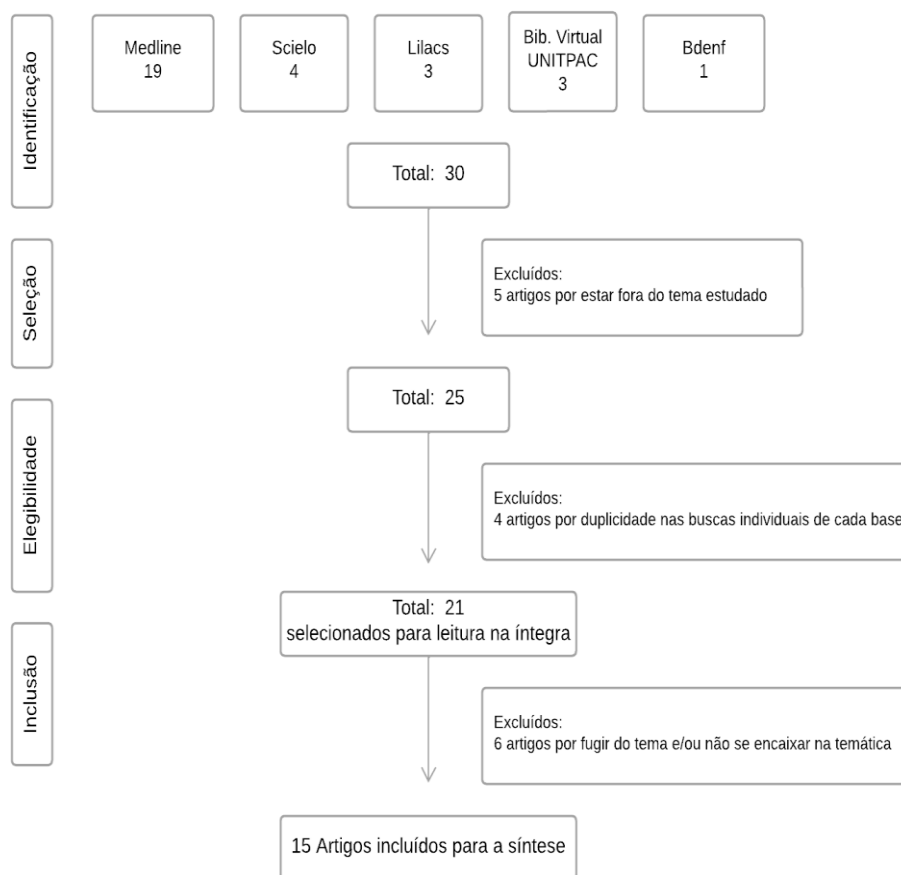 Identificação
Medline
19
Scielo
4
Lilacs
3
Bib. Virtual
UNITPAC
3
Bdenf
1
Total: 30
Seleção
Excluídos:
5 artigos por estar fora do tema estudado
Total: 25
Elegibilidade
Excluídos:
4 artigos por duplicidade nas buscas individuais de cada base
Total: 21
selecionados para leitura na íntegra
Inclusão
Excluídos:
6 artigos por fugir do tema e/ou não se encaixar na temática
15 Artigos incluídos para a síntese